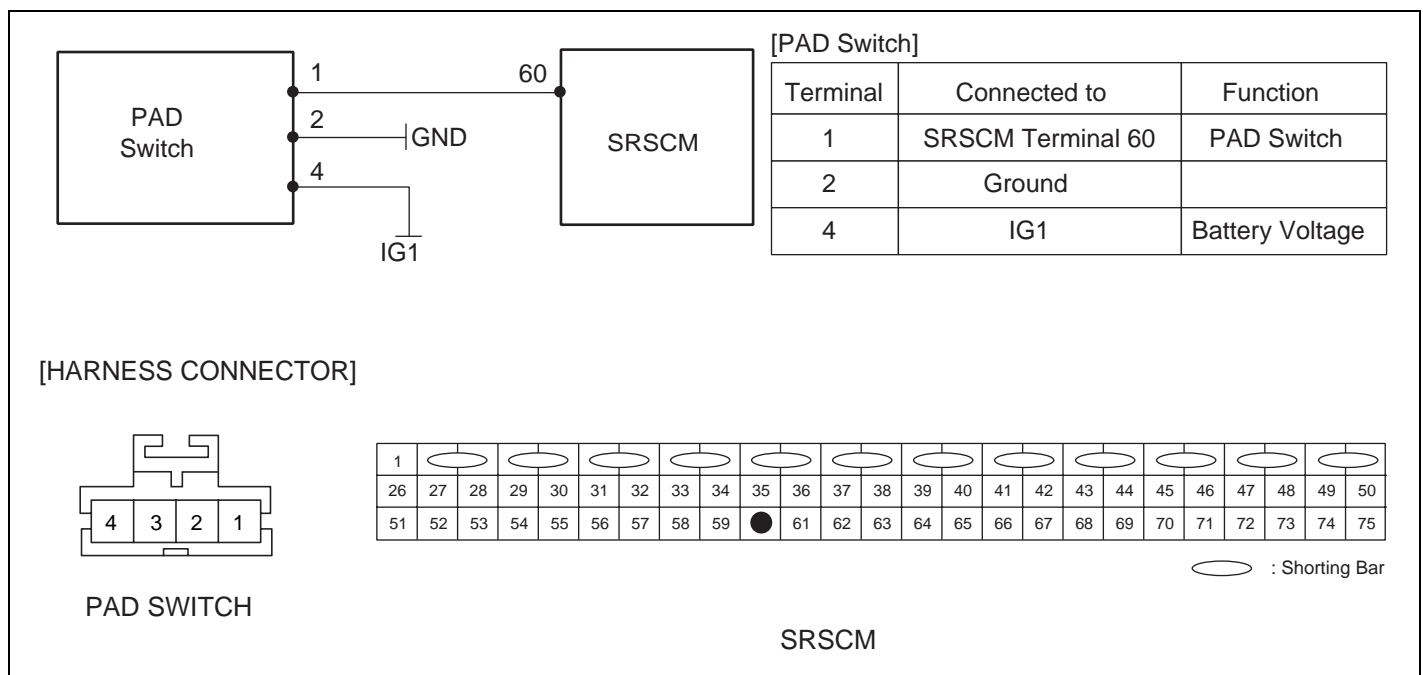 PAD
Switch
1
2
4
60
GND
IG1
SRSCM
[PAD Switch]
Terminal Connected to Function
1 SRSCM Terminal 60 PAD Switch
2 Ground
4 IG1 Battery Voltage
[HARNESS CONNECTOR]
4 3 2 1
PAD SWITCH
1
26 27 28 29 30 31 32 33 34 35 36 37 38 39 40 41 42 43 44 45 46 47 48 49 50
51 52 53 54 55 56 57 58 59 61 62 63 64 65 66 67 68 69 70 71 72 73 74 75
: Shorting Bar
SRSCM